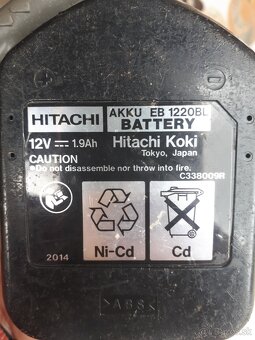 HITACHI
AKKU EB 1220BL
BATTERY
12V 1.9Ah Hitachi Koki
Tokyo, Japan
CAUTION
●Do not disassemble nor throw into fire.
C338009R
Ni-Cd
Cd
2014
>ABS<